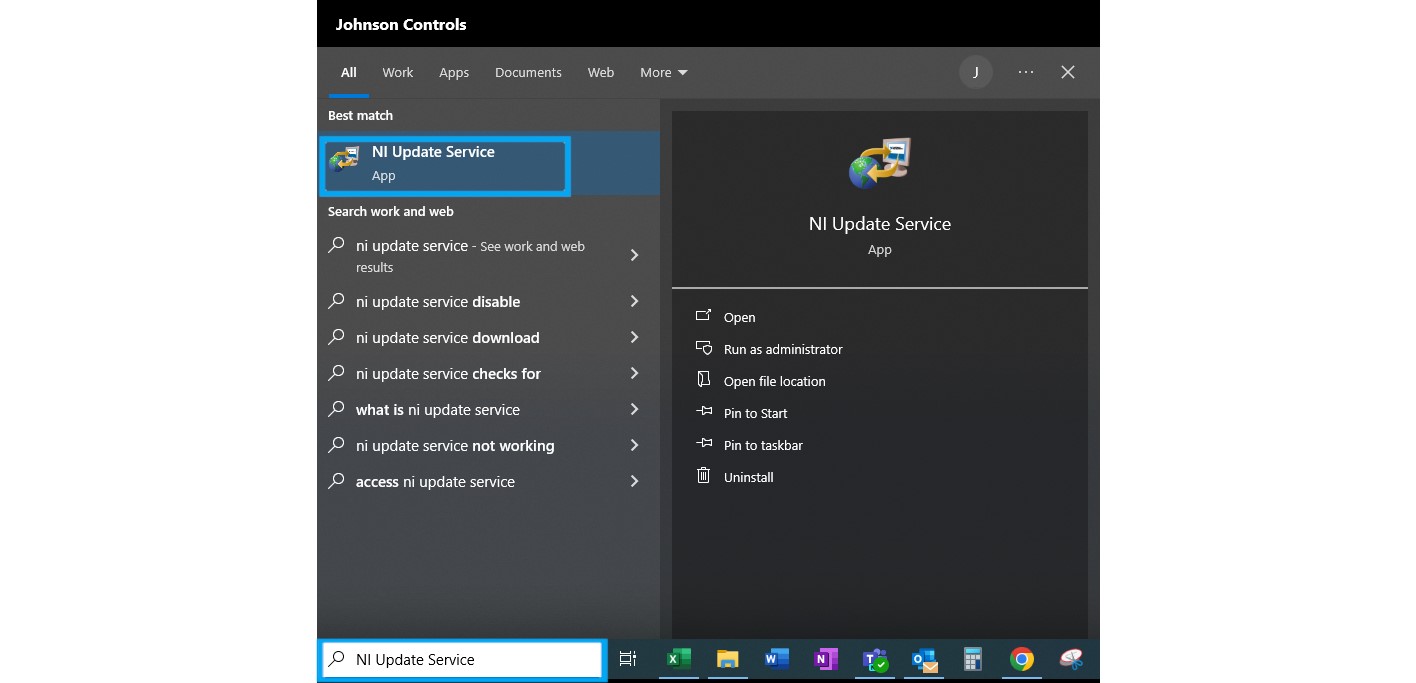 Johnson Controls
All Work Apps Documents Web More J
Best match
NI Update Service
App
Search work and web
ni update service - See work and web
results
ni update service disable
ni update service download
ni update service checks for
what is ni update service
ni update service not working
access ni update service
NI Update Service
App
Open
Run as administrator
Open file location
Pin to Start
Pin to taskbar
Uninstall
NI Update Service